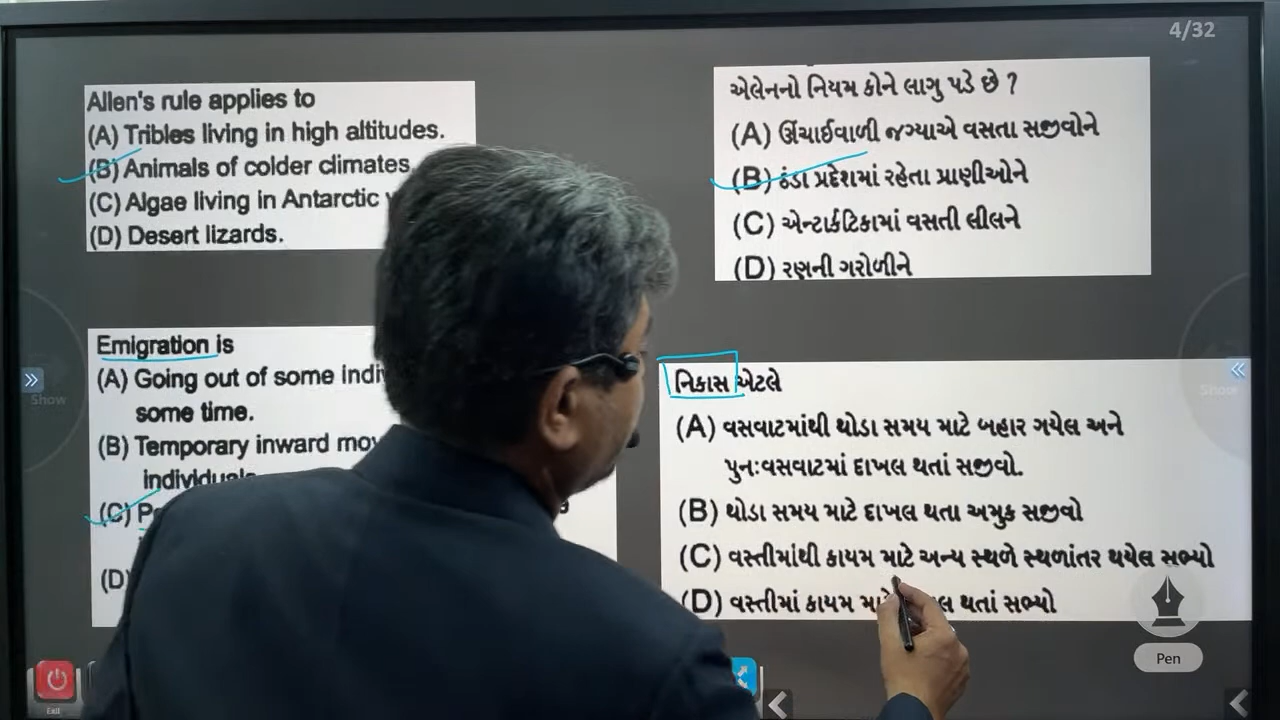 4/32
Allen's rule applies to
(A) Tribles living in high altitudes.
(B) Animals of colder climates.
(C) Algae living in Antarctic
(D) Desert lizards.
એલેનનો નિયમ કોને લાગુ પડે છે ?
(A) ઊંચાઈવાળી જગ્યાએ વસતા સજીવોને
(B) ઠંડા પ્રદેશમાં રહેતા પ્રાણીઓને
(C) એન્ટાર્કટિકામાં વસતી લીલને
(D) રણની ગરોળીને
Emigration is
(A) Going out of some
some time.
(B) Temporary inward
individuals
(C)
(D)
નિકાસ એટલે
(A) વસવાટમાંથી થોડા સમય માટે બહાર ગયેલ અને
પુનઃવસવાટમાં દાખલ થતાં સજીવો.
(B) થોડા સમય માટે દાખલ થતા અમુક સજીવો
(C) વસ્તીમાંથી કાયમ માટે અન્ય સ્થળે સ્થળાંતર થયેલ સભ્યો
(D) વસ્તીમાં કાયમ થતાં સભ્યો
Show
Show
Pen
Exit